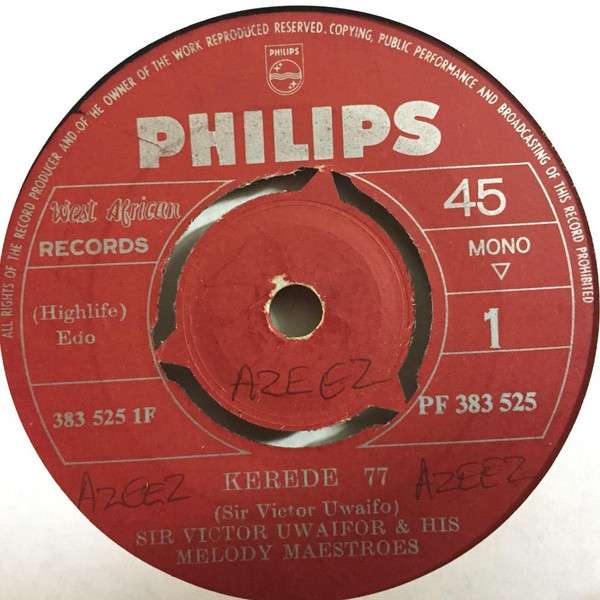 ALL RIGHTS OF THE RECORD PRODUCER AND OF HE OWNER OF THE WORK REPRODUCED RESERVED. COPYING, PUBLIC PERFORMANCE AND BROADCASTING OF THIS RECORD PROHIBITED
PHILIPS
PHILIPS
West African
RECORDS
45
MONO
(Highlife)
Edo
1
383 525 1F
PF 383 525
AZEEZ
AZEEZ
KEREDE 77
AZEEZ
(Sir Victor Uwaifo)
SIR VICTOR UWAIFOR & HIS
MELODY MAESTROES